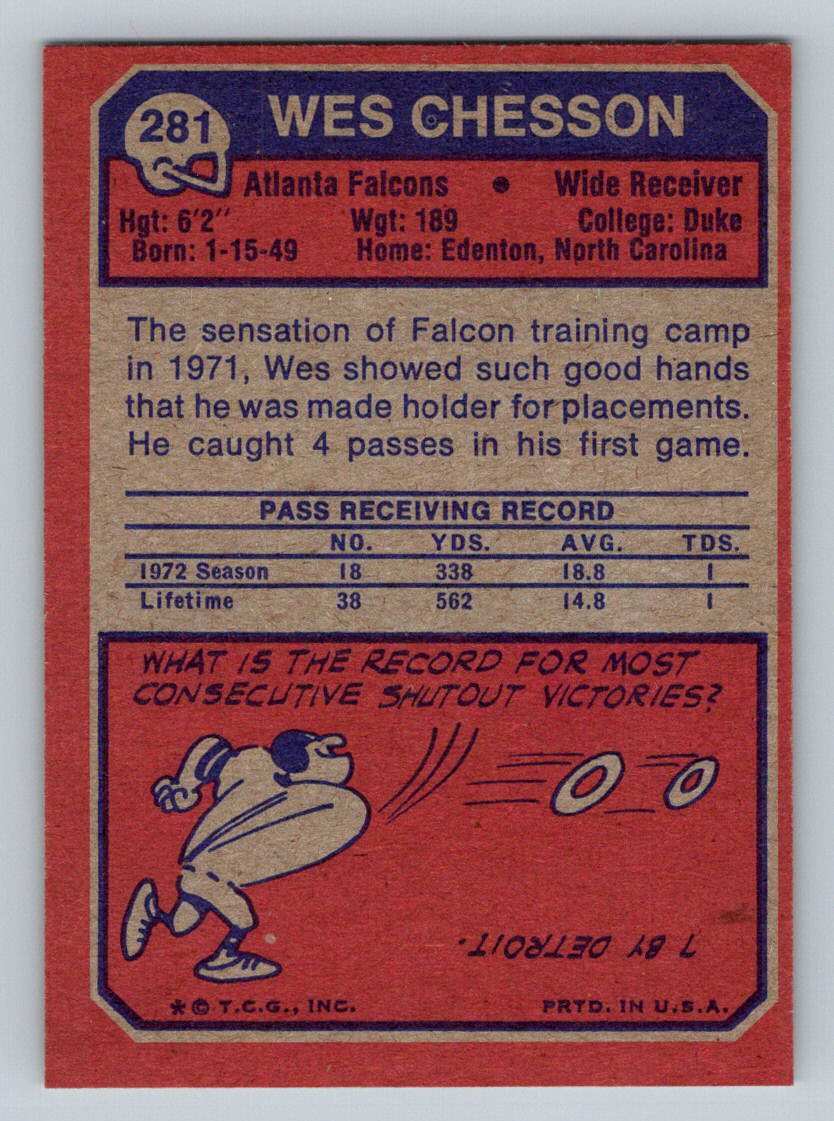 281 WES CHESSON
Atlanta Falcons • Wide Receiver
Hgt: 6'2" Wgt: 189 College: Duke
Born: 1-15-49 Home: Edenton, North Carolina
The sensation of Falcon training camp
in 1971, Wes showed such good hands
that he was made holder for placements.
He caught 4 passes in his first game.
PASS RECEIVING RECORD
NO. YDS. AVG. TDS.
1972 Season 18 338 18.8 1
Lifetime 38 562 14.8 1
WHAT IS THE RECORD FOR MOST
CONSECUTIVE SHUTOUT VICTORIES?
7 BY DETROIT.
* © T.C.G., INC. PRTD. IN U.S.A.